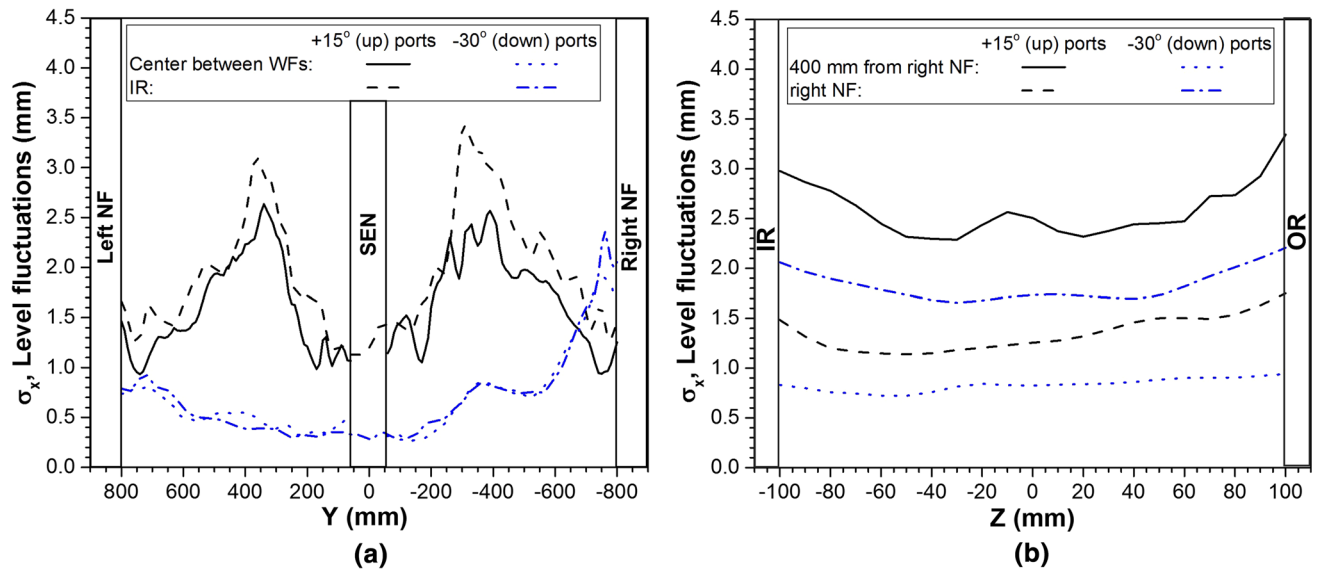 4.5
4.0
3.5
3.0
2.5
2.0
1.5
1.0
0.5
0.0
σx, Level fluctuations (mm)
+15° (up) ports -30° (down) ports
Center between WFs:
IR:
Left NF
SEN
Right NF
800 600 400 200 0 -200 -400 -600 -800
Y (mm)
(a)
4.5
4.0
3.5
3.0
2.5
2.0
1.5
1.0
0.5
0.0
σx, Level fluctuations (mm)
+15° (up) ports -30° (down) ports
400 mm from right NF:
right NF:
IR
OR
-100 -80 -60 -40 -20 0 20 40 60 80 100
Z (mm)
(b)